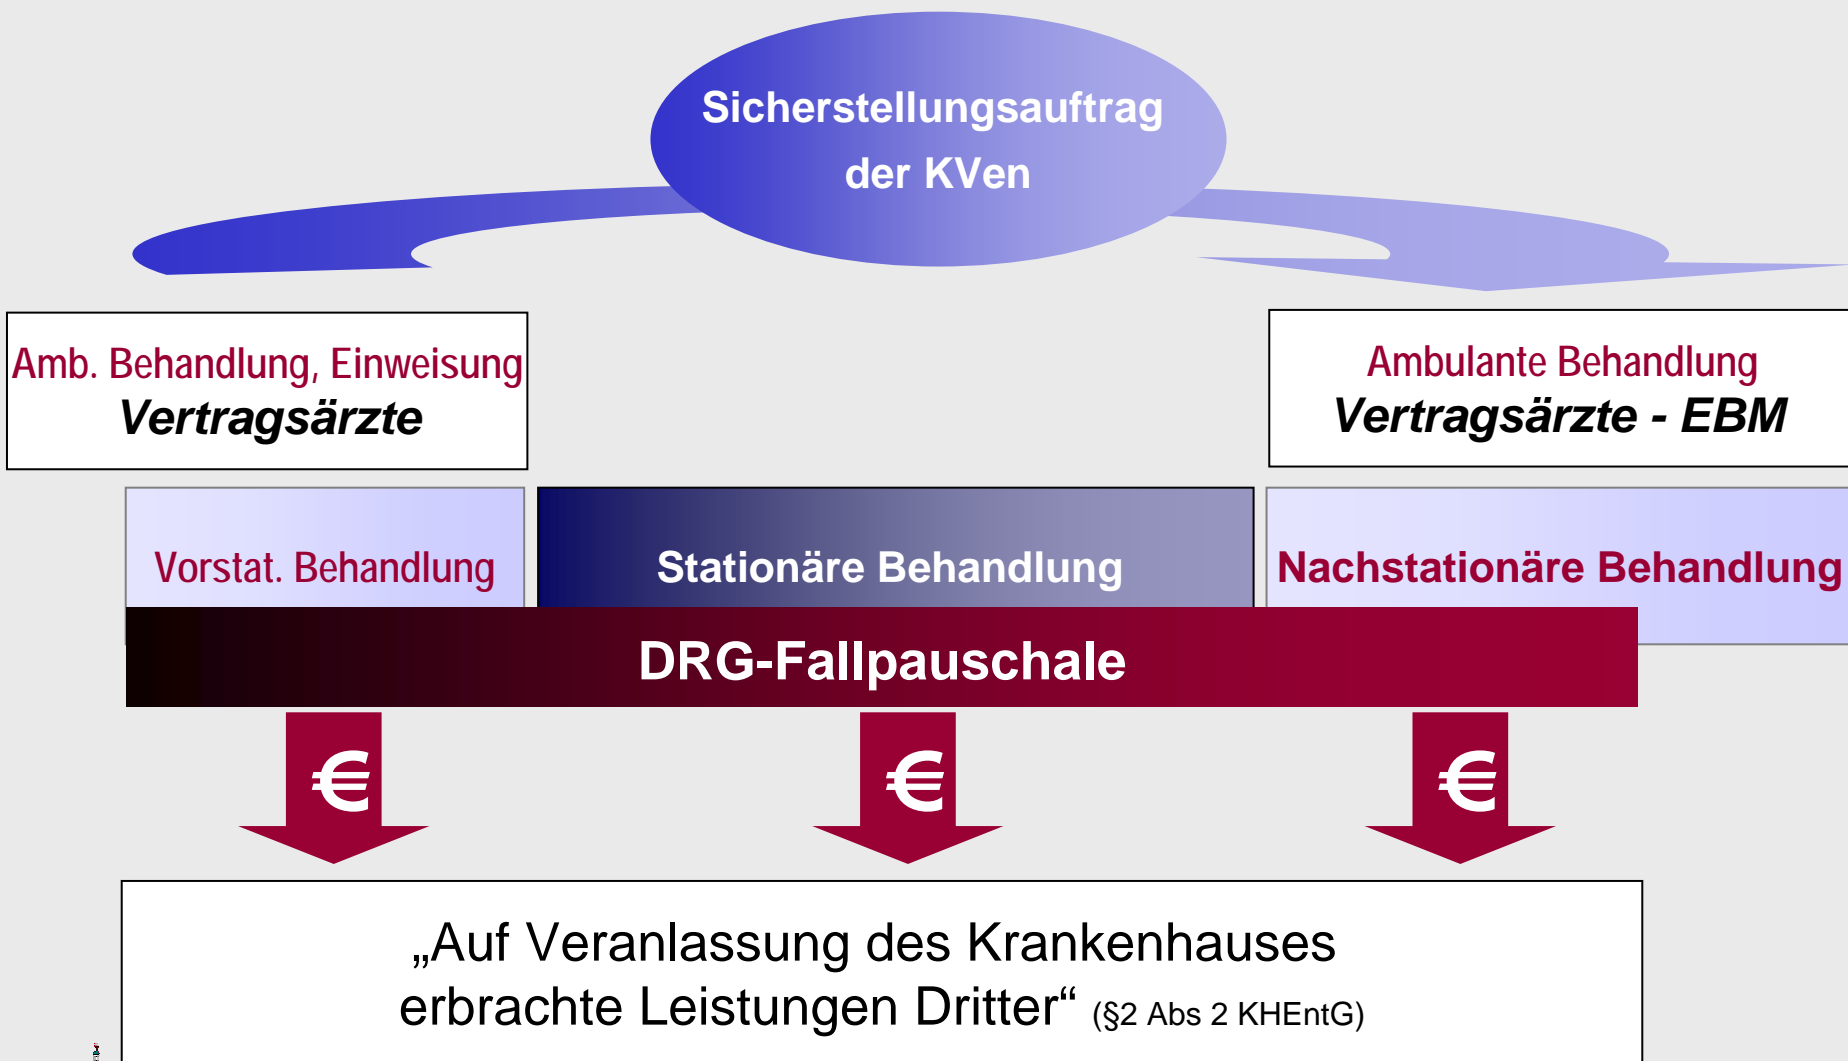 Sicherstellungsauftrag
der KVen
Amb. Behandlung, Einweisung
Vertragsärzte
Ambulante Behandlung
Vertragsärzte - EBM
Vorstat. Behandlung
Stationäre Behandlung
Nachstationäre Behandlung
DRG-Fallpauschale
€
€
€
„Auf Veranlassung des Krankenhauses
erbrachte Leistungen Dritter“ (§2 Abs 2 KHEntG)